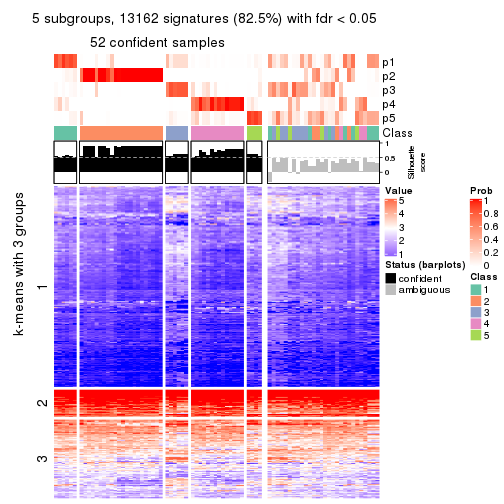 5 subgroups, 13162 signatures (82.5%) with fdr < 0.05
52 confident samples
p1
p2
p3
p4
p5
Class
1
0.5
0
Silhouette
score
k-means with 3 groups
1
2
3
Value
5
4
3
2
1
Status (barplots)
confident
ambiguous
Prob
1
0.8
0.6
0.4
0.2
0
Class
1
2
3
4
5